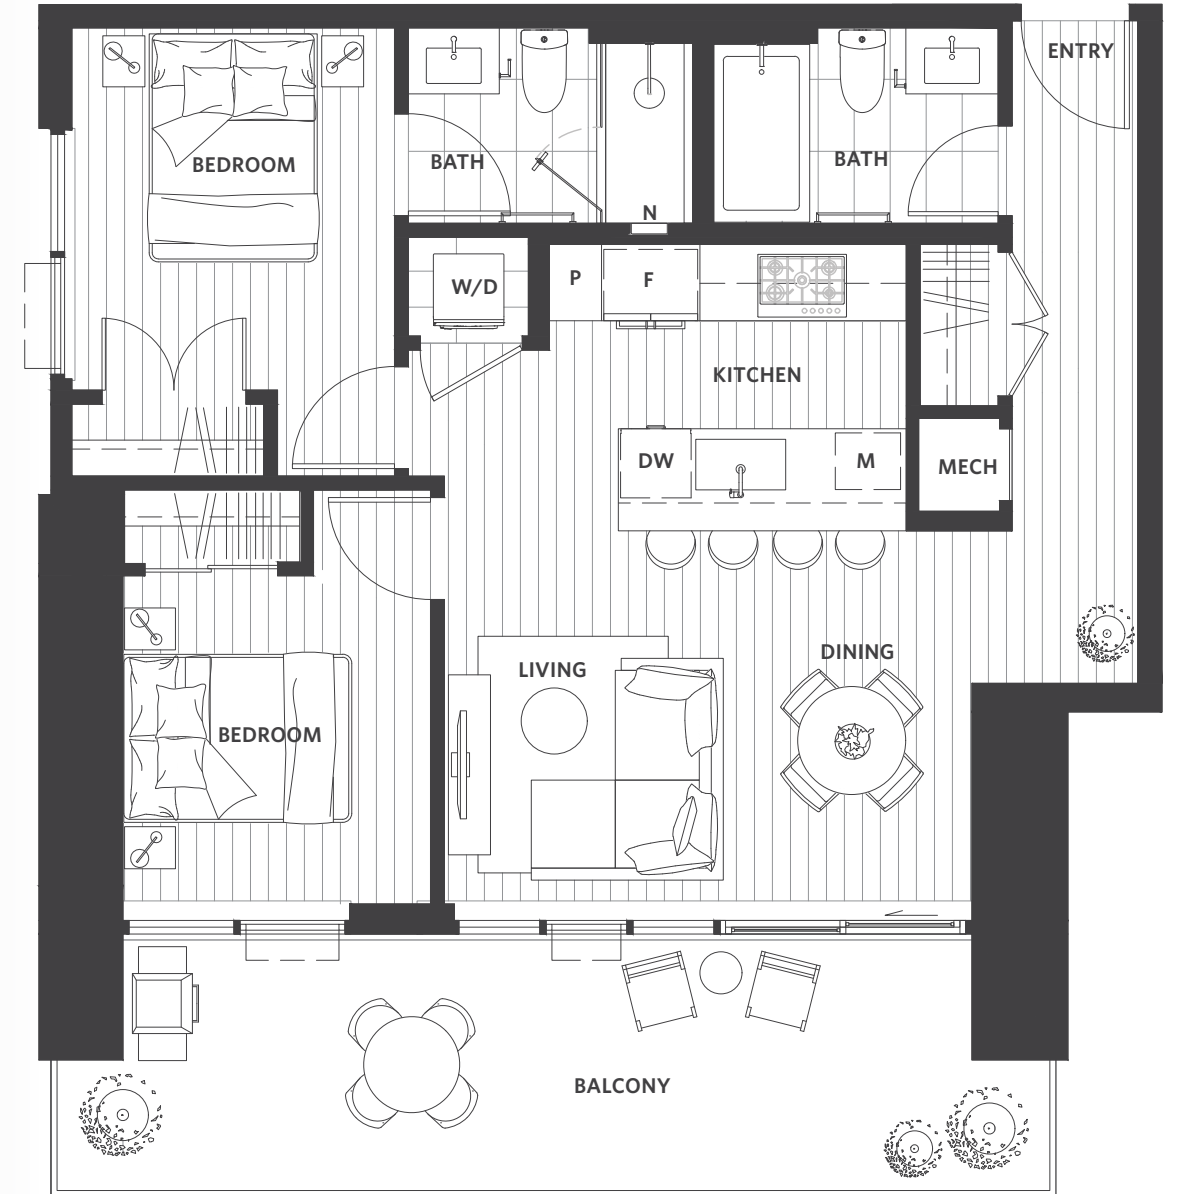 ENTRY
BEDROOM
BATH
BATH
N
W/D
P
F
KITCHEN
DW
M
MECH
LIVING
DINING
BEDROOM
BALCONY